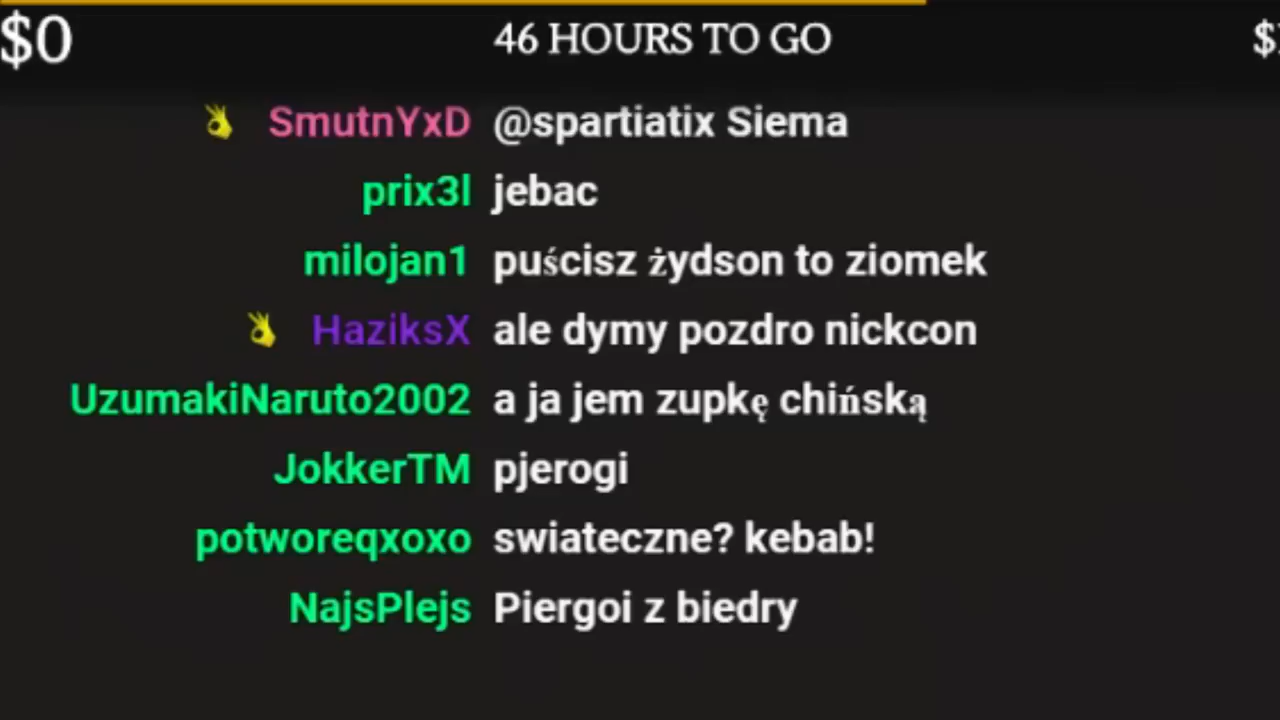 $0 46 HOURS TO GO $
SmutnYxD @spartiatix Siema
prix3l jebac
milojan1 puścisz żydson to ziomek
HaziksX ale dymy pozdro nickcon
UzumakiNaruto2002 a ja jem zupkę chińską
JokkerTM pjerogi
potworeqxoxo swiateczne? kebab!
NajsPlejs Piergoi z biedry